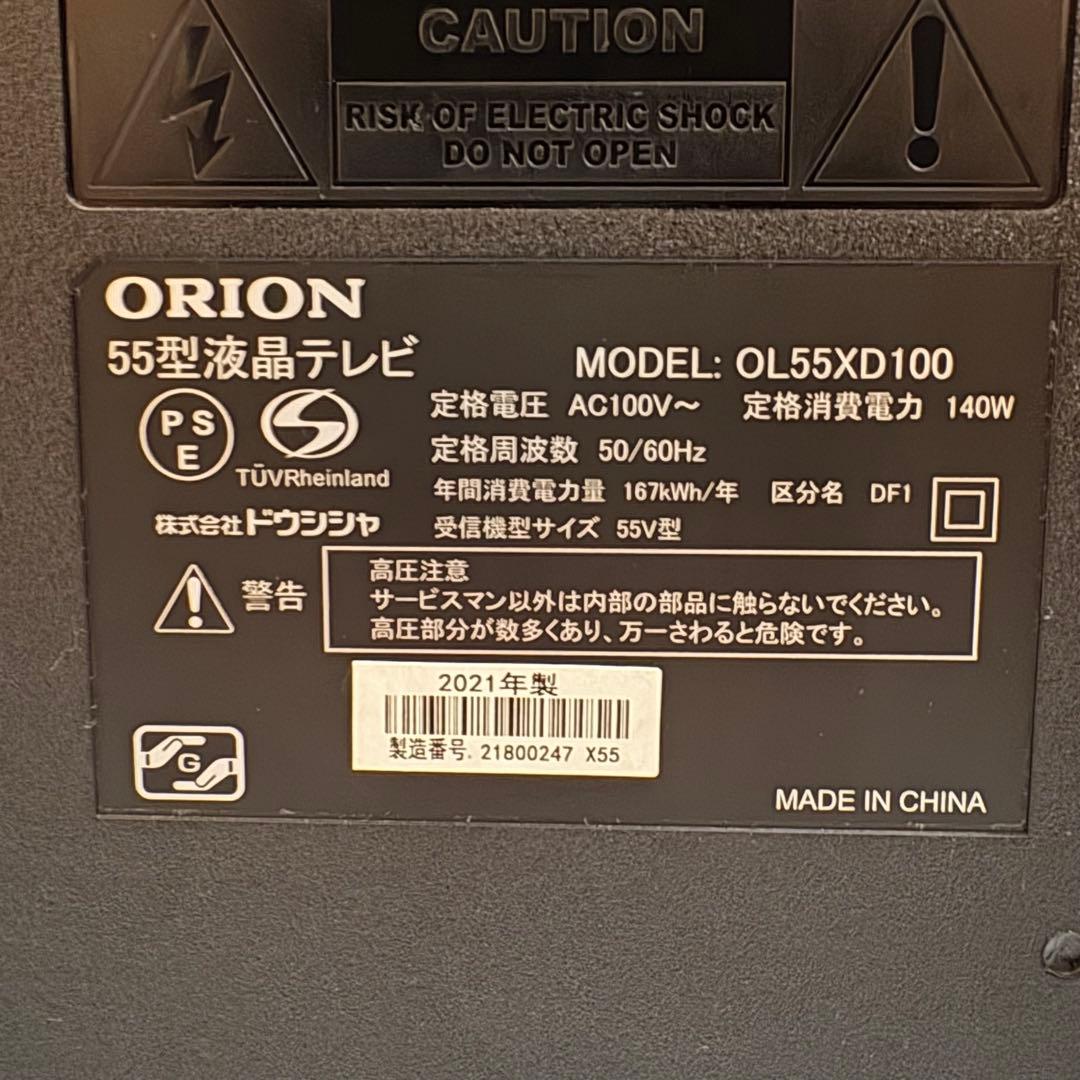 CAUTION
RISK OF ELECTRIC SHOCK
DO NOT OPEN
ORION
55型液晶テレビ
MODEL: OL55XD100
PSE
TÜVRheinland
定格電圧 AC100V～ 定格消費電力 140W
定格周波数 50/60Hz
年間消費電力量 167kWh/年 区分名 DF1
株式会社ドウシシャ
受信機型サイズ 55V型
警告
高圧注意
サービスマン以外は内部の部品に触らないでください。
高圧部分が数多くあり、万一さわると危険です。
2021年製
製造番号. 21800247 X55
G
MADE IN CHINA